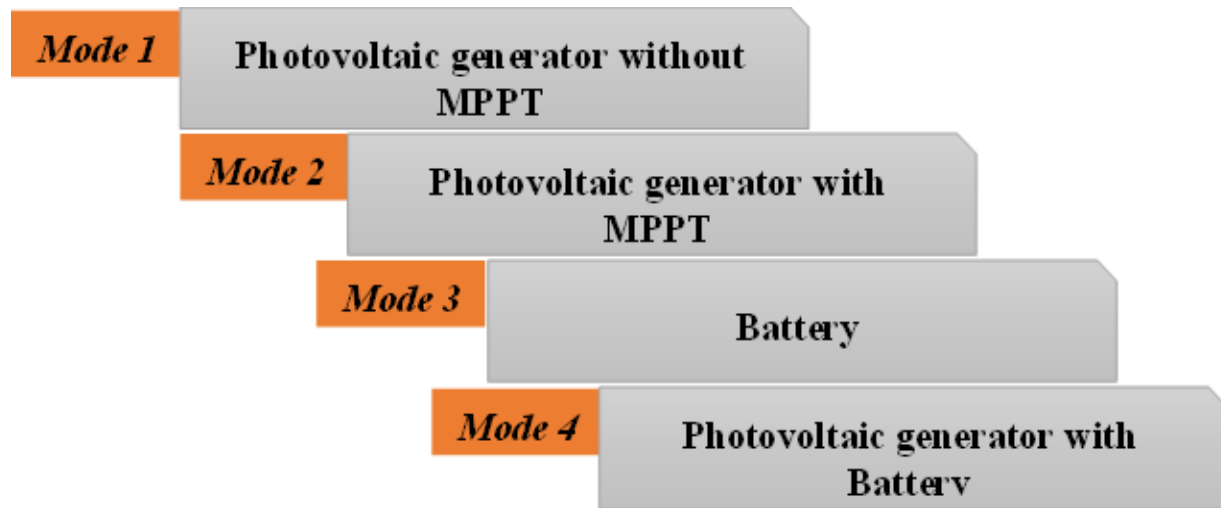 Mode 1
Photovoltaic generator without
MPPT
Mode 2
Photovoltaic generator with
MPPT
Mode 3
Battery
Mode 4
Photovoltaic generator with
Battery